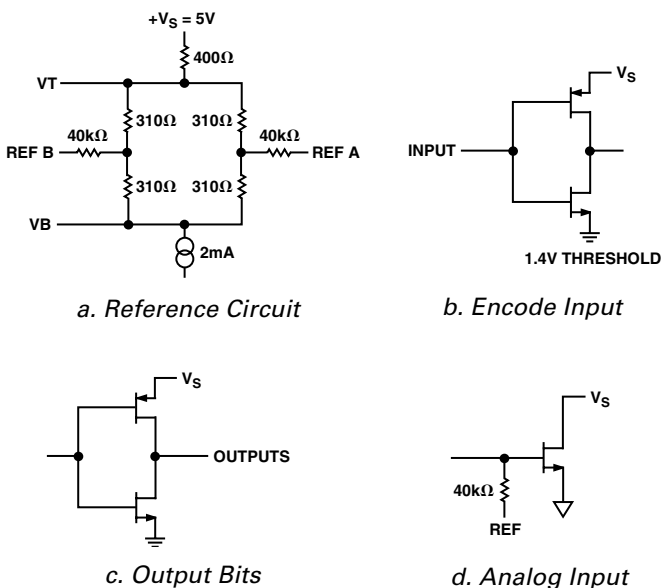 +VS = 5V
400Ω
VT
310Ω 310Ω
40kΩ 40kΩ
REF B REF A
310Ω 310Ω
VB
2mA
a. Reference Circuit
VS
INPUT
1.4V THRESHOLD
b. Encode Input
VS
OUTPUTS
c. Output Bits
VS
40kΩ
REF
d. Analog Input